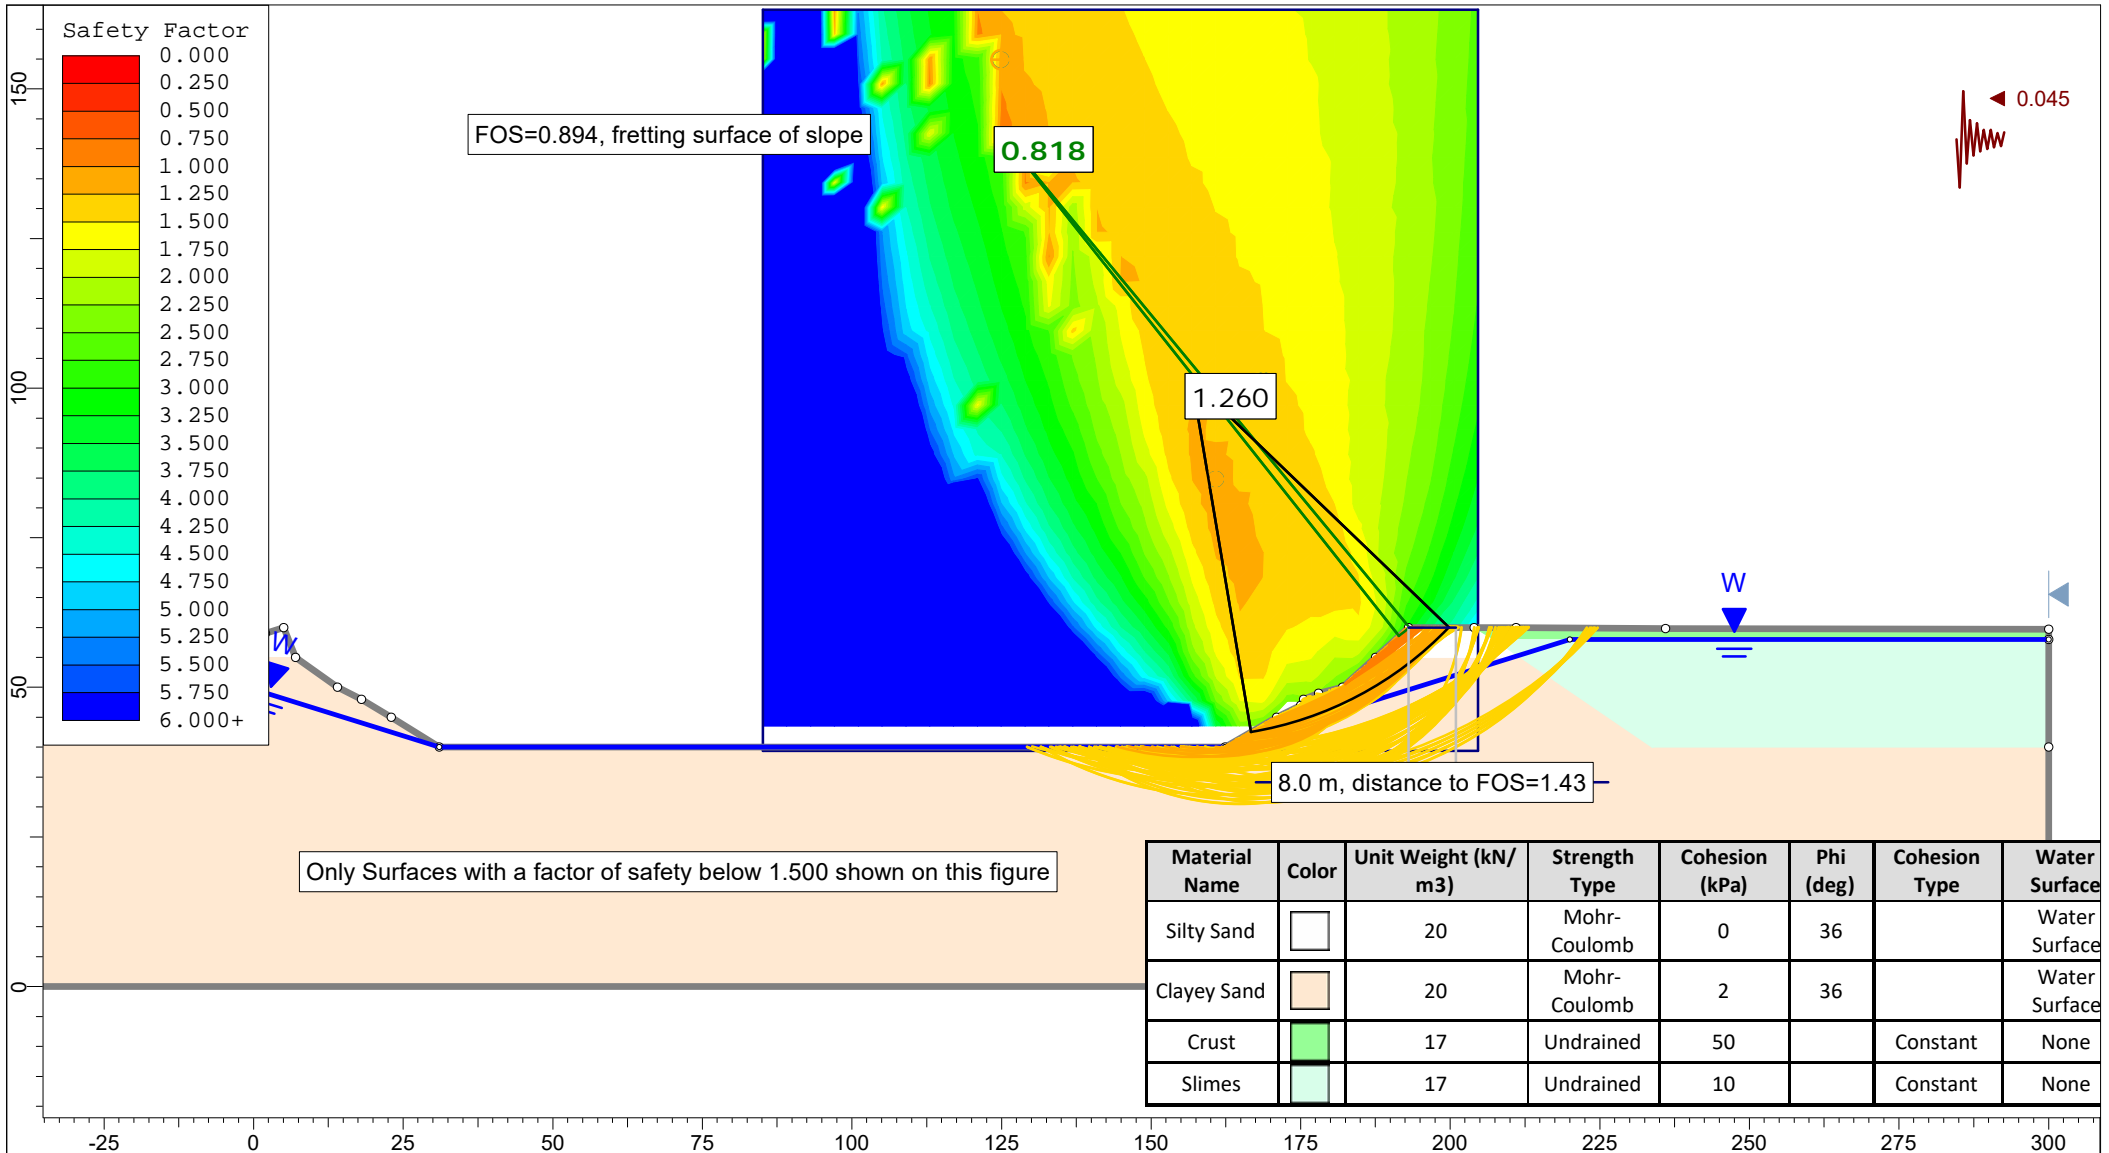 Safety Factor
0.000
0.250
0.500
0.750
1.000
1.250
1.500
1.750
2.000
2.250
2.500
2.750
3.000
3.250
3.500
3.750
4.000
4.250
4.500
4.750
5.000
5.250
5.500
5.750
6.000+
150
100
50
0
FOS=0.894, fretting surface of slope
0.818
1.260
0.045
W
W
8.0 m, distance to FOS=1.43
Only Surfaces with a factor of safety below 1.500 shown on this figure
Material Name Color Unit Weight (kN/ m3) Strength Type Cohesion (kPa) Phi (deg) Cohesion Type Water Surface
Silty Sand 20 Mohr-Coulomb 0 36 Water Surface
Clayey Sand 20 Mohr-Coulomb 2 36 Water Surface
Crust 17 Undrained 50 Constant None
Slimes 17 Undrained 10 Constant None
-25 0 25 50 75 100 125 150 175 200 225 250 275 300